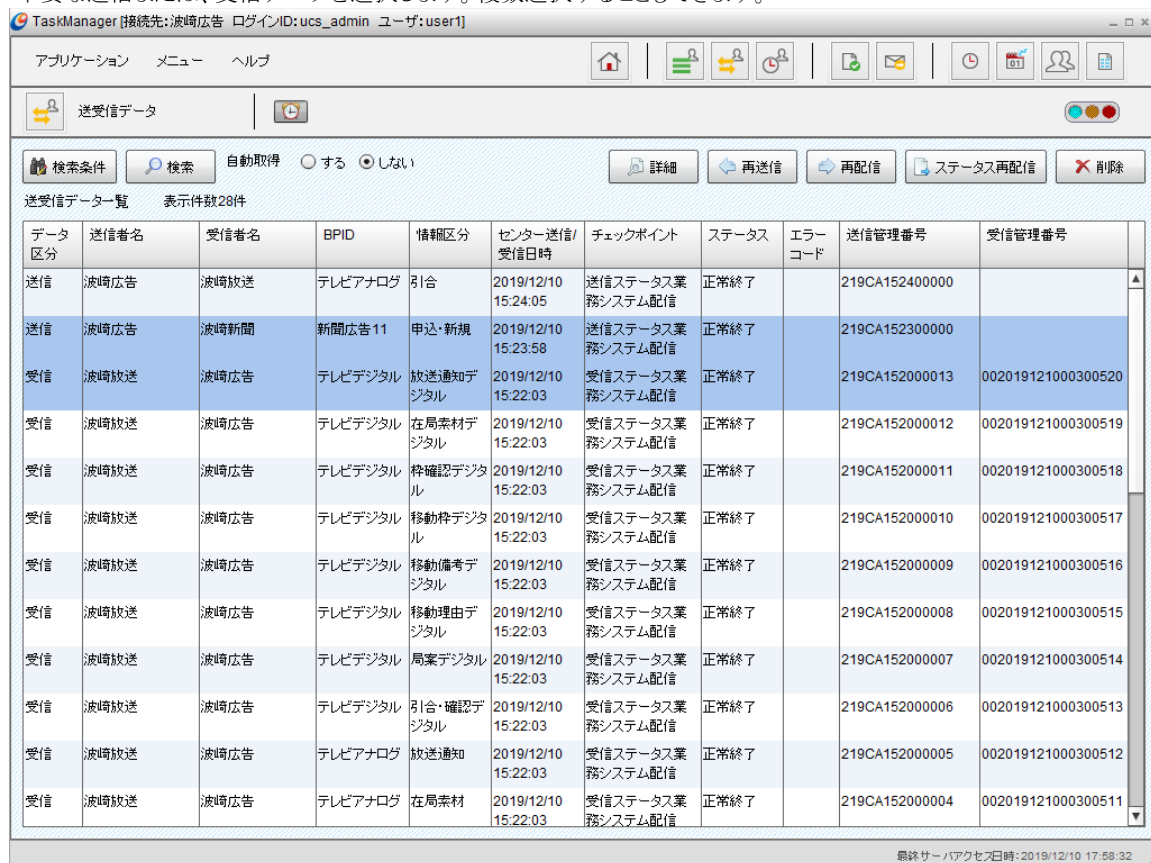 TaskManager [接続先:波崎広告 ログインID:ucs_admin ユーザ:user1]
アプリケーション メニュー ヘルプ
送受信データ
検索条件 検索 自動取得 する しない 詳細 再送信 再配信 ステータス再配信 削除
送受信データ一覧 表示件数28件
データ区分 送信者名 受信者名 BPID 情報区分 センター送信/受信日時 チェックポイント ステータス エラーコード 送信管理番号 受信管理番号
送信 波崎広告 波崎放送 テレビアナログ 引合 2019/12/10 15:24:05 送信ステータス業務システム配信 正常終了 219CA152400000
送信 波崎広告 波崎新聞 新聞広告11 申込・新規 2019/12/10 15:23:58 送信ステータス業務システム配信 正常終了 219CA152300000
受信 波崎放送 波崎広告 テレビデジタル 放送通知デジタル 2019/12/10 15:22:03 受信ステータス業務システム配信 正常終了 219CA152000013 002019121000300520
受信 波崎放送 波崎広告 テレビデジタル 在局素材デジタル 2019/12/10 15:22:03 受信ステータス業務システム配信 正常終了 219CA152000012 002019121000300519
受信 波崎放送 波崎広告 テレビデジタル 枠確認デジタル 2019/12/10 15:22:03 受信ステータス業務システム配信 正常終了 219CA152000011 002019121000300518
受信 波崎放送 波崎広告 テレビデジタル 移動枠デジタル 2019/12/10 15:22:03 受信ステータス業務システム配信 正常終了 219CA152000010 002019121000300517
受信 波崎放送 波崎広告 テレビデジタル 移動備考デジタル 2019/12/10 15:22:03 受信ステータス業務システム配信 正常終了 219CA152000009 002019121000300516
受信 波崎放送 波崎広告 テレビデジタル 移動理由デジタル 2019/12/10 15:22:03 受信ステータス業務システム配信 正常終了 219CA152000008 002019121000300515
受信 波崎放送 波崎広告 テレビデジタル 局案デジタル 2019/12/10 15:22:03 受信ステータス業務システム配信 正常終了 219CA152000007 002019121000300514
受信 波崎放送 波崎広告 テレビデジタル 引合・確認デジタル 2019/12/10 15:22:03 受信ステータス業務システム配信 正常終了 219CA152000006 002019121000300513
受信 波崎放送 波崎広告 テレビアナログ 放送通知 2019/12/10 15:22:03 受信ステータス業務システム配信 正常終了 219CA152000005 002019121000300512
受信 波崎放送 波崎広告 テレビアナログ 在局素材 2019/12/10 15:22:03 受信ステータス業務システム配信 正常終了 219CA152000004 002019121000300511
最終サーバアクセス日時:2019/12/10 17:58:32